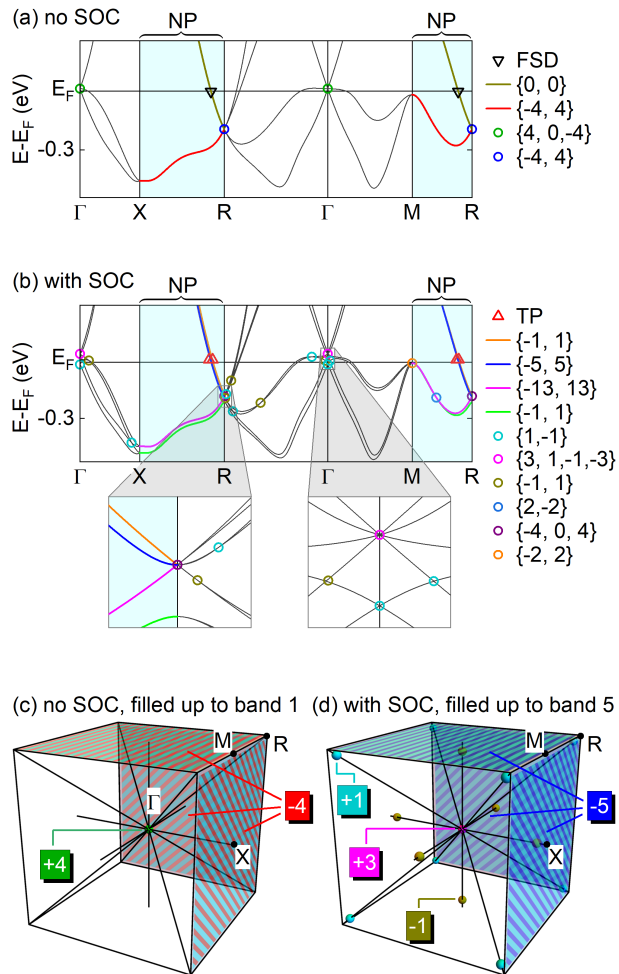 (a) no SOC
NP
NP
E_F
-0.3
E-E_F (eV)
Γ X R Γ M R
FSD
{0, 0}
{-4, 4}
{4, 0,-4}
{-4, 4}
(b) with SOC
NP
NP
E_F
-0.3
E-E_F (eV)
Γ X R Γ M R
TP
{-1, 1}
{-5, 5}
{-13, 13}
{-1, 1}
{1,-1}
{3, 1,-1,-3}
{-1, 1}
{2,-2}
{-4, 0, 4}
{-2, 2}
(c) no SOC, filled up to band 1
M
R
Γ
-4
+4
X
(d) with SOC, filled up to band 5
M
R
+1
-5
+3
X
-1